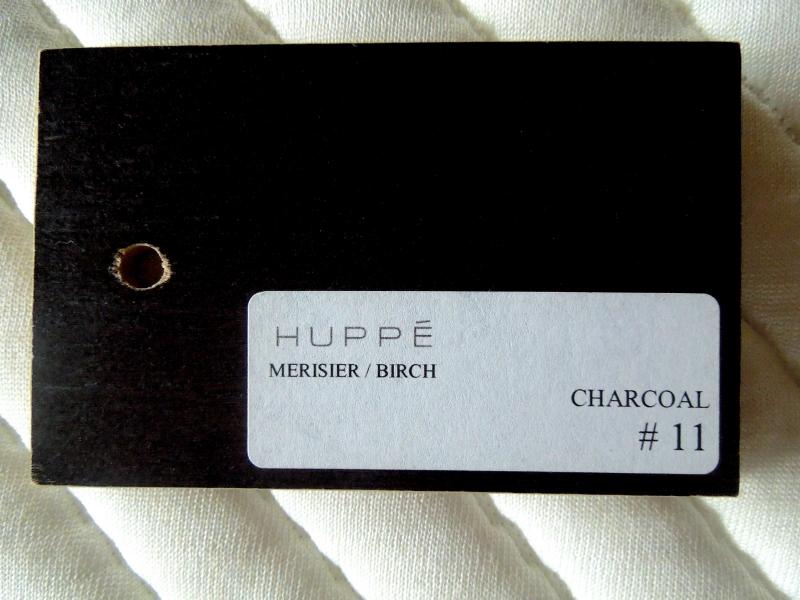 HUPPÉ
MERISIER / BIRCH
CHARCOAL
# 11